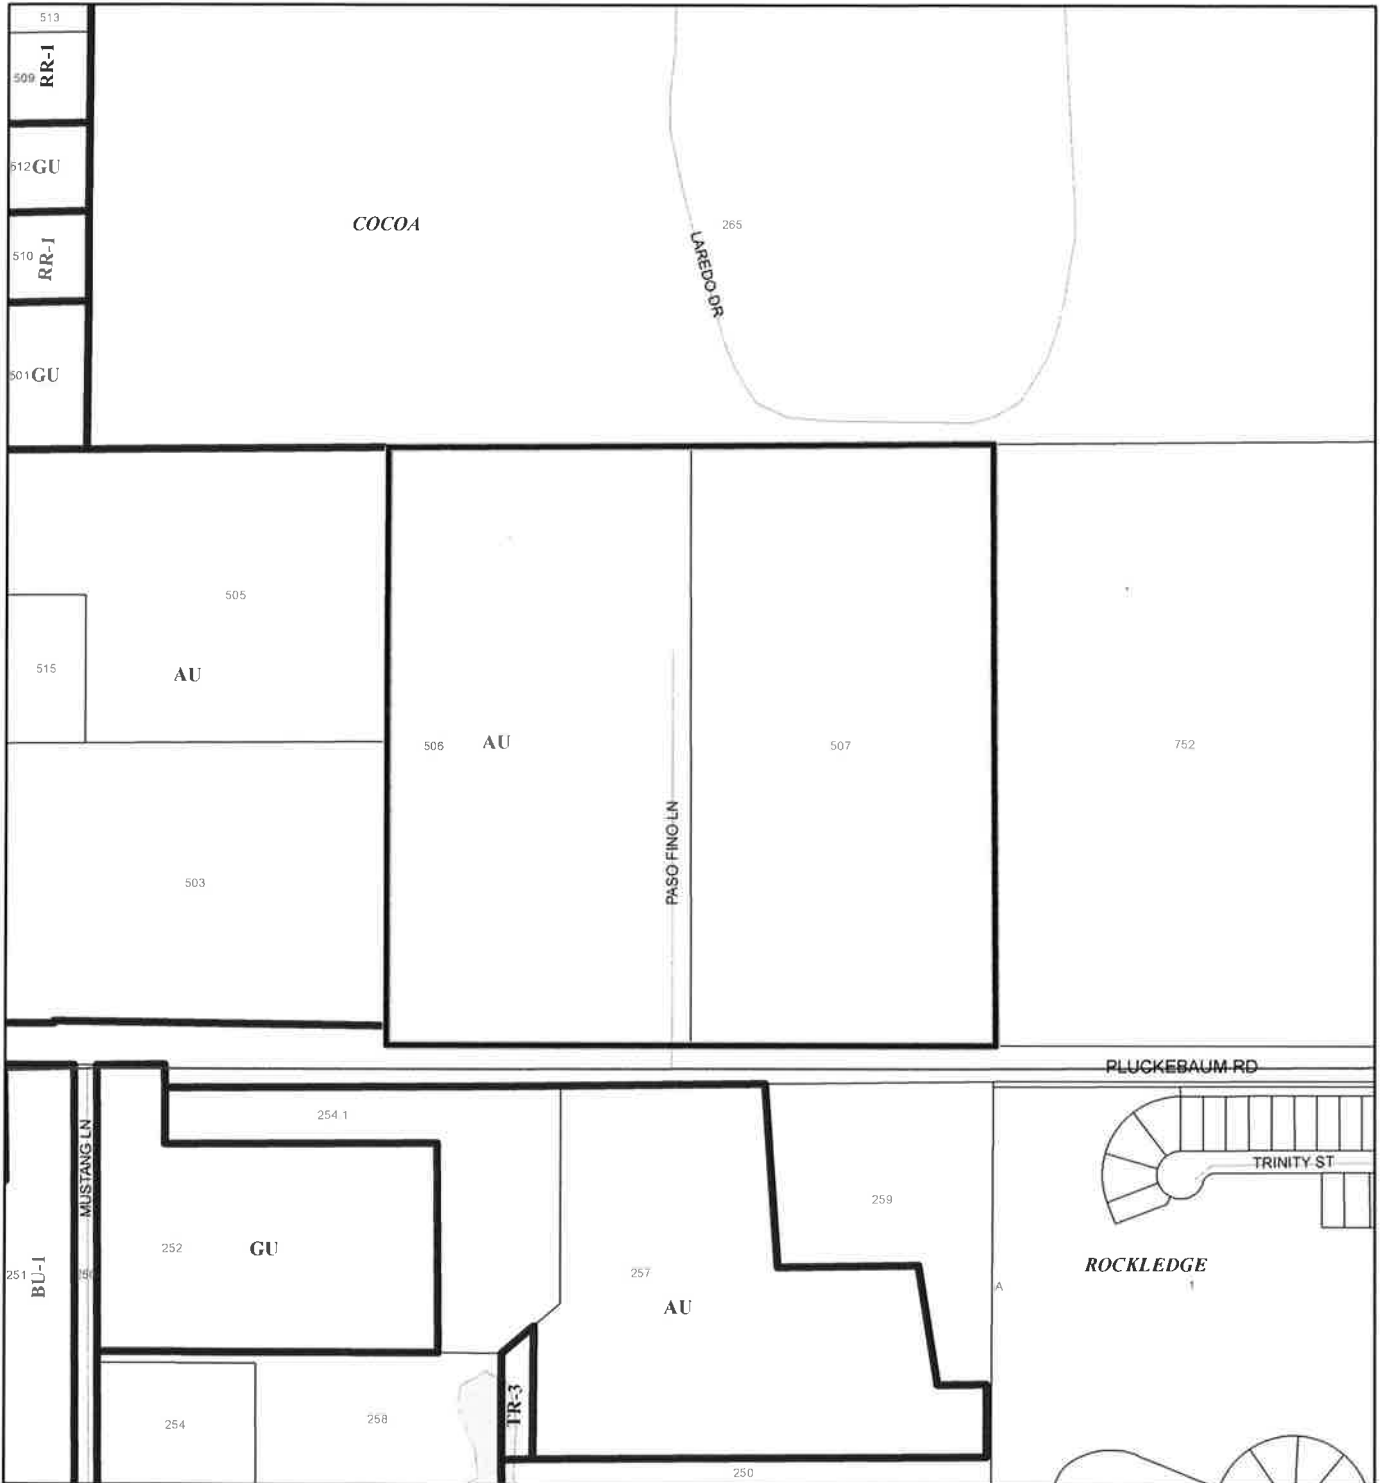 513
509
RR-1
512
GU
COCOA
265
510
RR-1
LAREDO DR
501
GU
505
515
AU
506
AU
507
752
PASO FINO LN
503
PLUCKEBAUM RD
254.1
MUSTANG LN
TRINITY ST
259
252
GU
251
BU-1
257
AU
ROCKLEDGE
A
1
TR-3
254
258
250